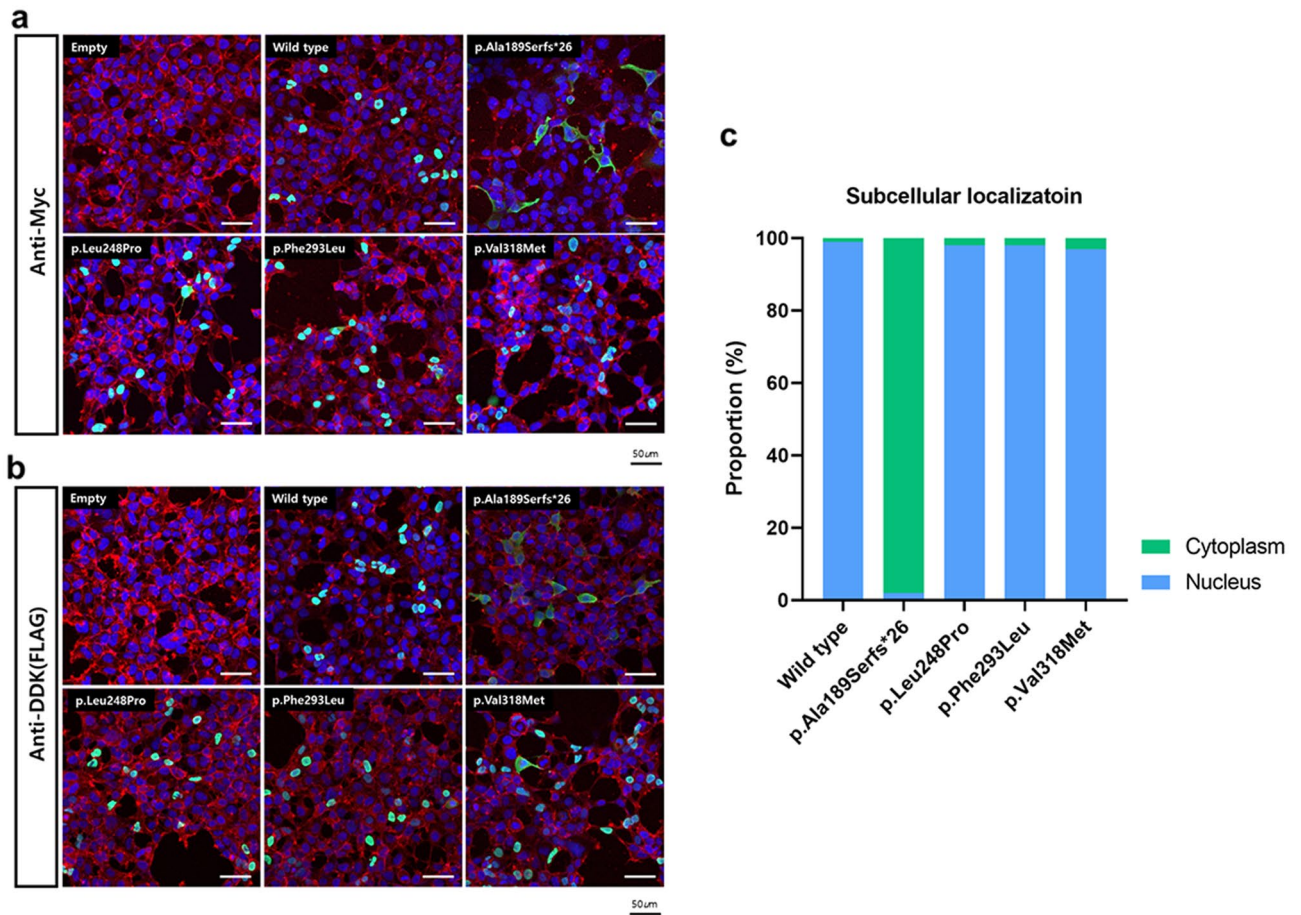 a
Anti-Myc
Empty
Wild type
p.Ala189Serfs*26
p.Leu248Pro
p.Phe293Leu
p.Val318Met
50㎛
b
Anti-DDK(FLAG)
Empty
Wild type
p.Ala189Serfs*26
p.Leu248Pro
p.Phe293Leu
p.Val318Met
50㎛
c
Subcellular localizatoin
Proportion (%)
100
80
60
40
20
0
Wild type
p.Ala189Serfs*26
p.Leu248Pro
p.Phe293Leu
p.Val318Met
Cytoplasm
Nucleus